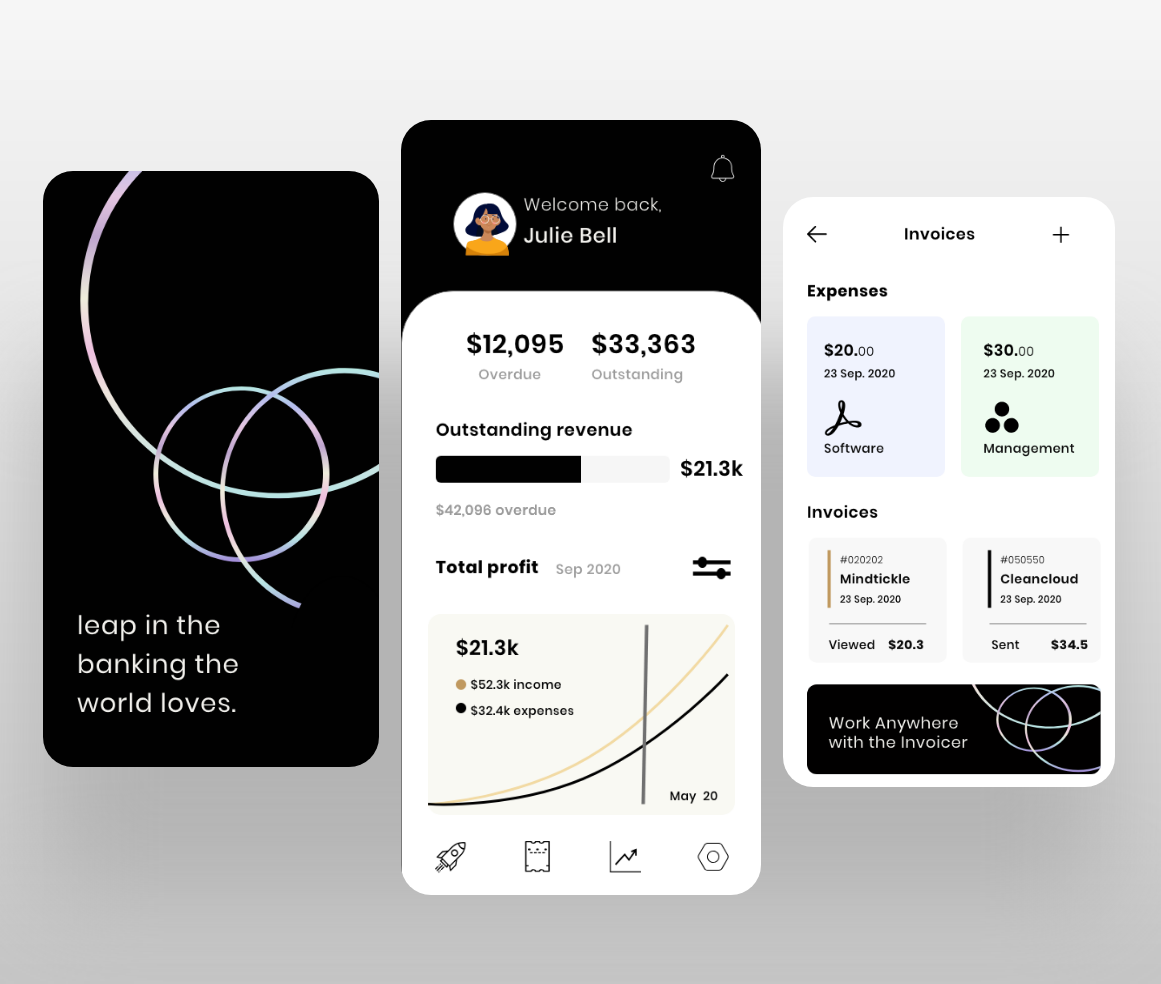 leap in the
banking the
world loves.
Welcome back,
Julie Bell
$12,095 $33,363
Overdue Outstanding
Outstanding revenue
$21.3k
$42,096 overdue
Total profit Sep 2020
$21.3k
$52.3k income
$32.4k expenses
May 20
Invoices
Expenses
$20.00
23 Sep. 2020
Software
$30.00
23 Sep. 2020
Management
Invoices
#020202
Mindtickle
23 Sep. 2020
Viewed $20.3
#050550
Cleancloud
23 Sep. 2020
Sent $34.5
Work Anywhere
with the Invoicer